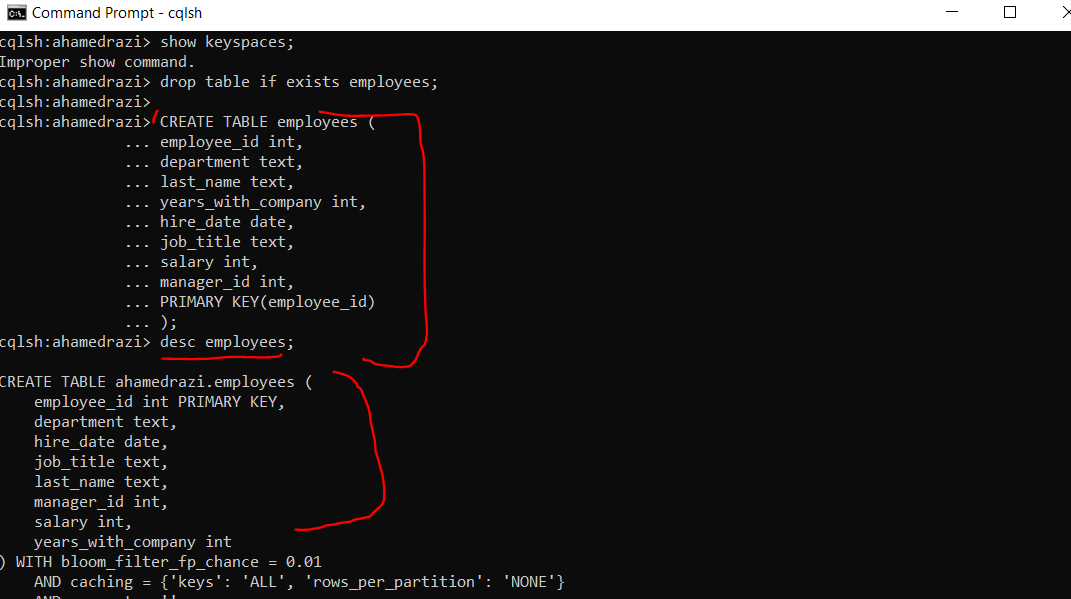 Command Prompt - cqlsh
cqlsh:ahamedrazi> show keyspaces;
Improper show command.
cqlsh:ahamedrazi> drop table if exists employees;
cqlsh:ahamedrazi>
cqlsh:ahamedrazi> CREATE TABLE employees (
... employee_id int,
... department text,
... last_name text,
... years_with_company int,
... hire_date date,
... job_title text,
... salary int,
... manager_id int,
... PRIMARY KEY(employee_id)
... );
cqlsh:ahamedrazi> desc employees;
CREATE TABLE ahamedrazi.employees (
employee_id int PRIMARY KEY,
department text,
hire_date date,
job_title text,
last_name text,
manager_id int,
salary int,
years_with_company int
) WITH bloom_filter_fp_chance = 0.01
AND caching = {'keys': 'ALL', 'rows_per_partition': 'NONE'}